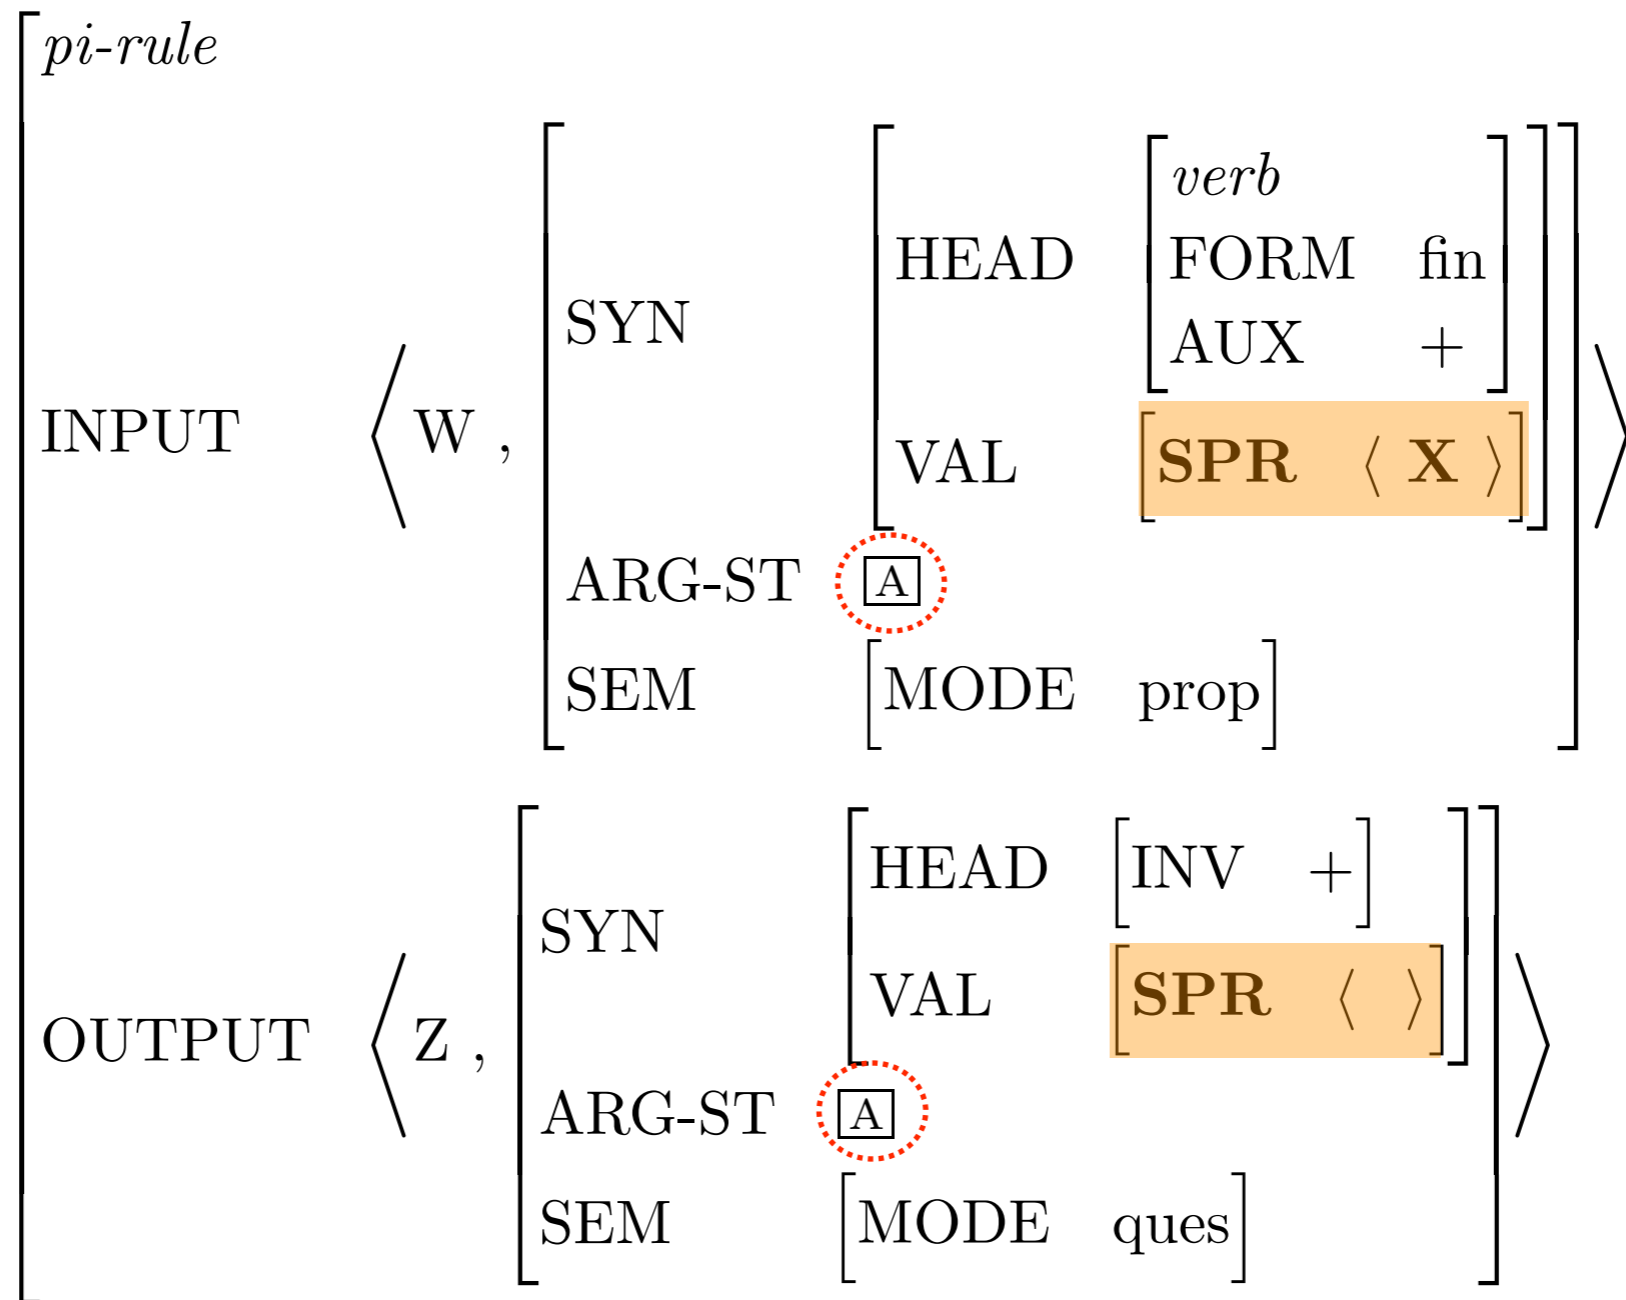 pi-rule
verb
HEAD FORM fin
SYN AUX +
INPUT ⟨ W , VAL [SPR ⟨ X ⟩] ⟩
ARG-ST A
SEM [MODE prop]
HEAD [INV +]
SYN
VAL [SPR ⟨ ⟩]
OUTPUT ⟨ Z , ⟩
ARG-ST A
SEM [MODE ques]